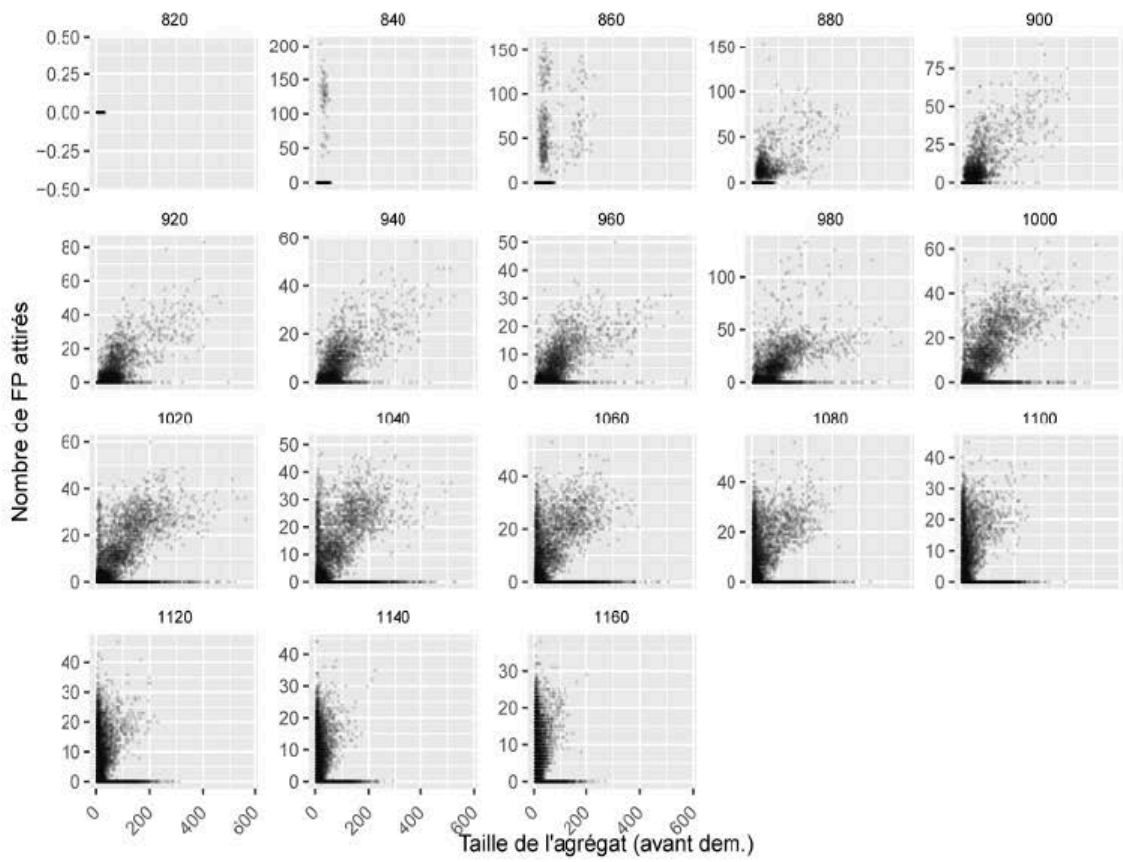 820 840 860 880 900
0.50 200 150 150 75
0.25 150 100 100 50
0.00 100 50 50 25
−0.25 50 0 0 0
−0.50 0
920 940 960 980 1000
80 60 50 100 60
60 40 40 50 40
40 20 30 0 20
20 0 20 0
0 10
0
Nombre de FP attirés
1020 1040 1060 1080 1100
60 50 60 60 40
40 40 40 40 30
20 30 20 20 20
0 20 0 0 10
10 0
0
1120 1140 1160
40 40 30
30 30 20
20 20 10
10 10 0
0 0
0 200 400 600 0 200 400 600 0 200 400 600
Taille de l'agrégat (avant dem.)